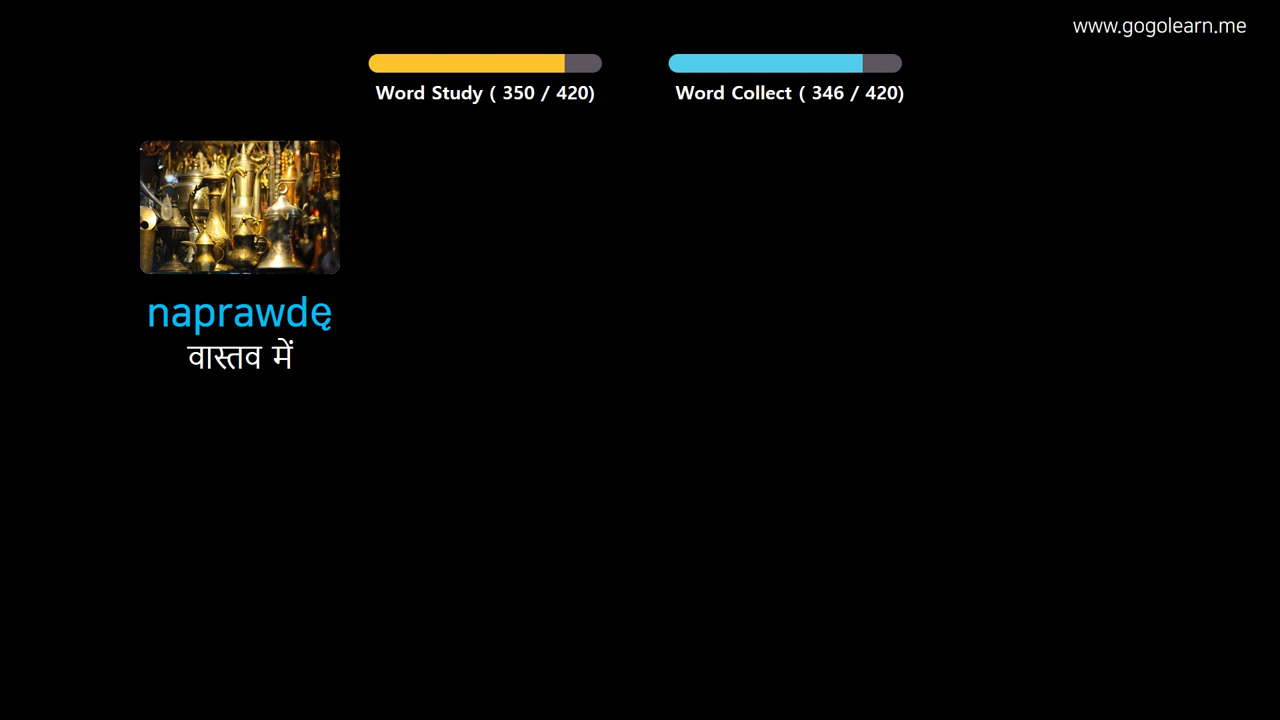 www.gogolearn.me
Word Study ( 350 / 420)
Word Collect ( 346 / 420)
naprawdę
वास्तव में